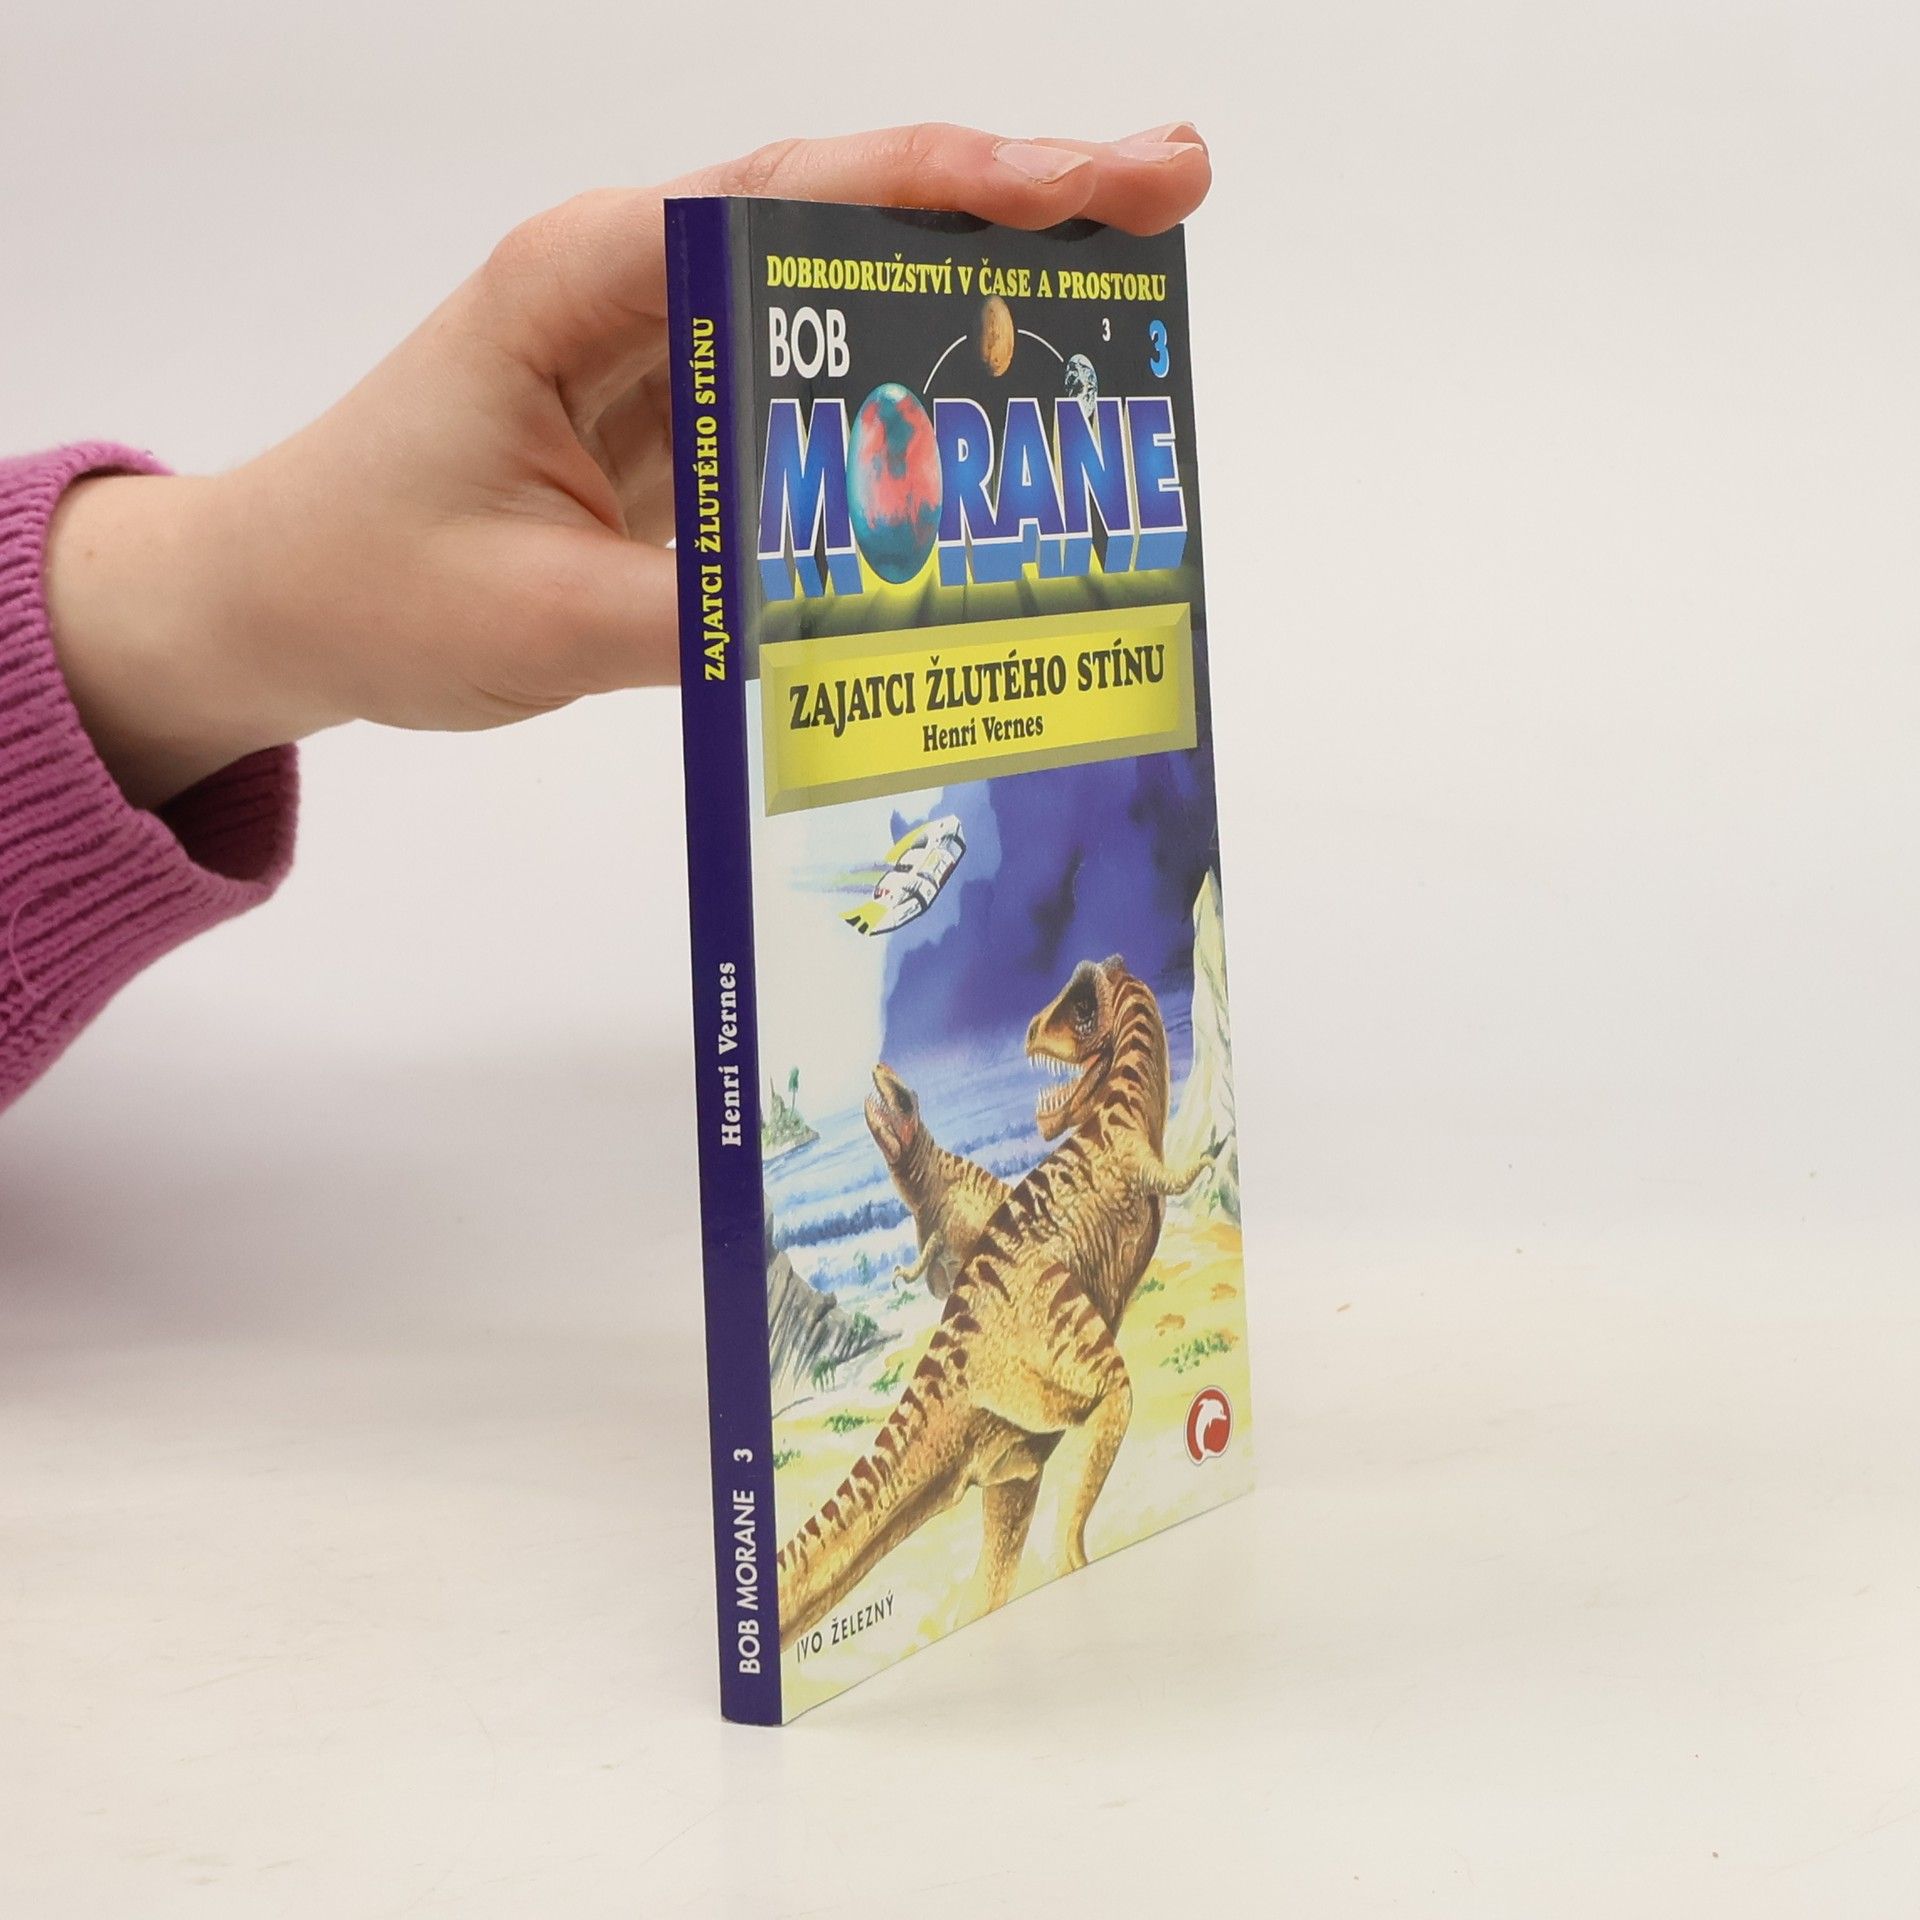 DOBRODRUŽSTVÍ V ČASE A PROSTORU
BOB
3 3
MORANE
ZAJATCI ŽLUTÉHO STÍNU
Henri Vernes
IVO ŽELEZNÝ
ZAJATCI ŽLUTÉHO STÍNU
Henri Vernes
BOB MORANE 3